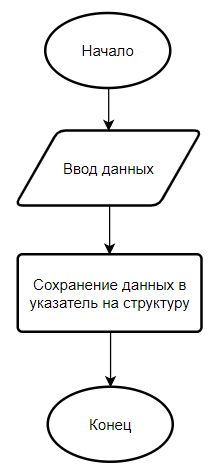 Начало
Ввод данных
Сохранение данных в
указатель на структуру
Конец